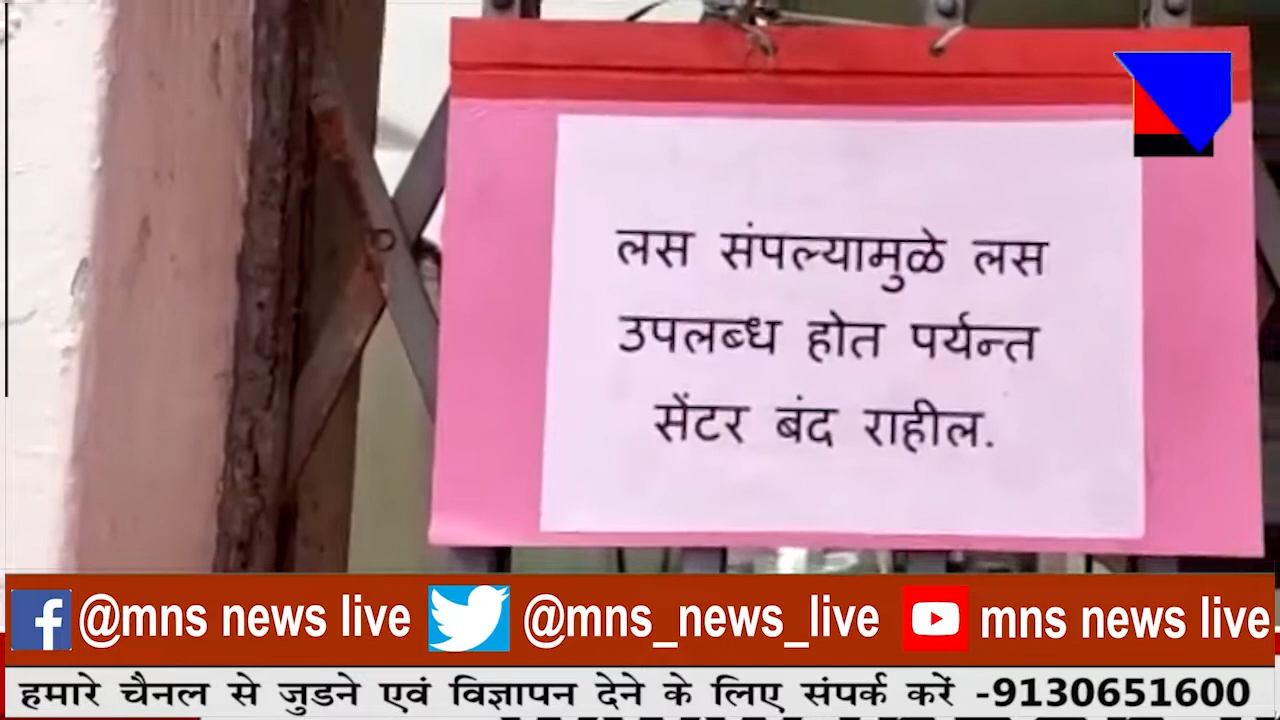 लस संपल्यामुळे लस
उपलब्ध होत पर्यन्त
सेंटर बंद राहील.
@mns news live @mns_news_live mns news live
हमारे चैनल से जुडने एवं विज्ञापन देने के लिए संपर्क करें -9130651600